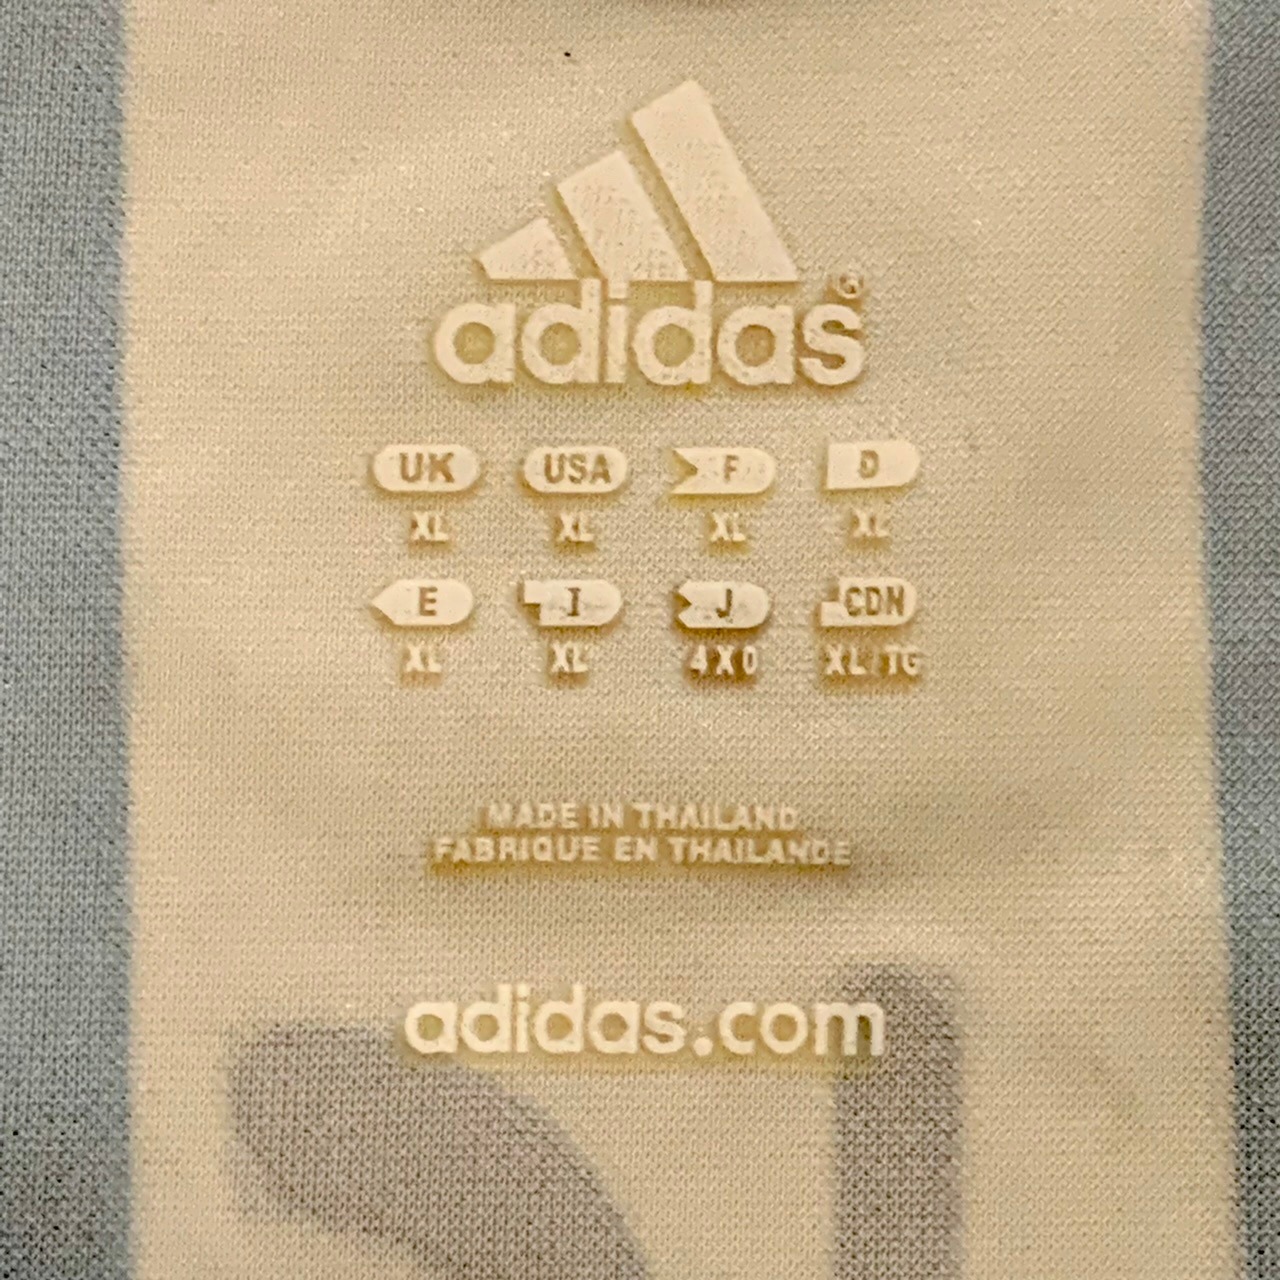 adidas®
UK USA F D
XL XL XL XL
E I J CDN
XL XL 4XO XL/TG
MADE IN THAILAND
FABRIQUE EN THAILANDE
adidas.com